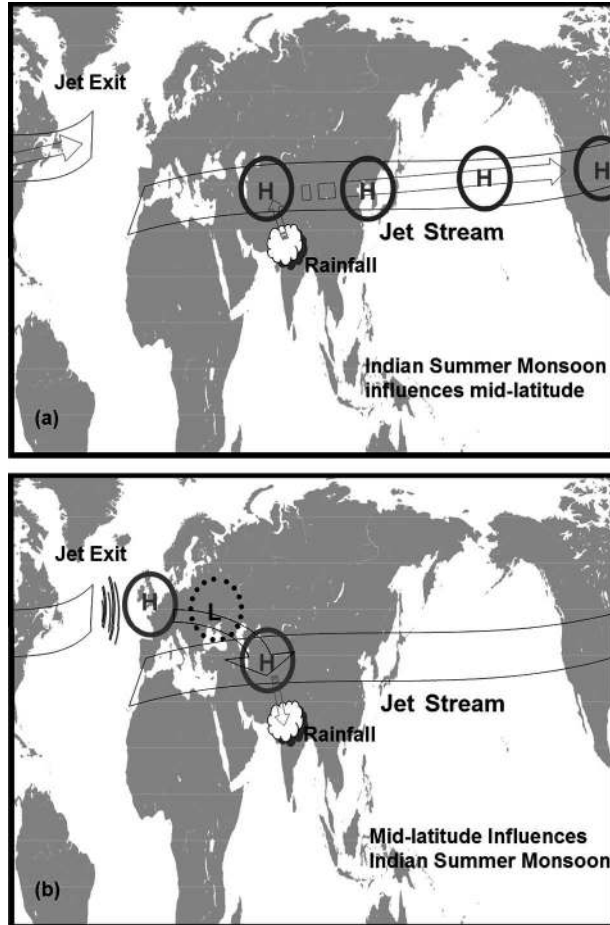 Jet Exit
H
H
H
H
Jet Stream
Rainfall
Indian Summer Monsoon
influences mid-latitude
(a)
Jet Exit
H
L
H
Jet Stream
Rainfall
Mid-latitude Influences
Indian Summer Monsoon
(b)